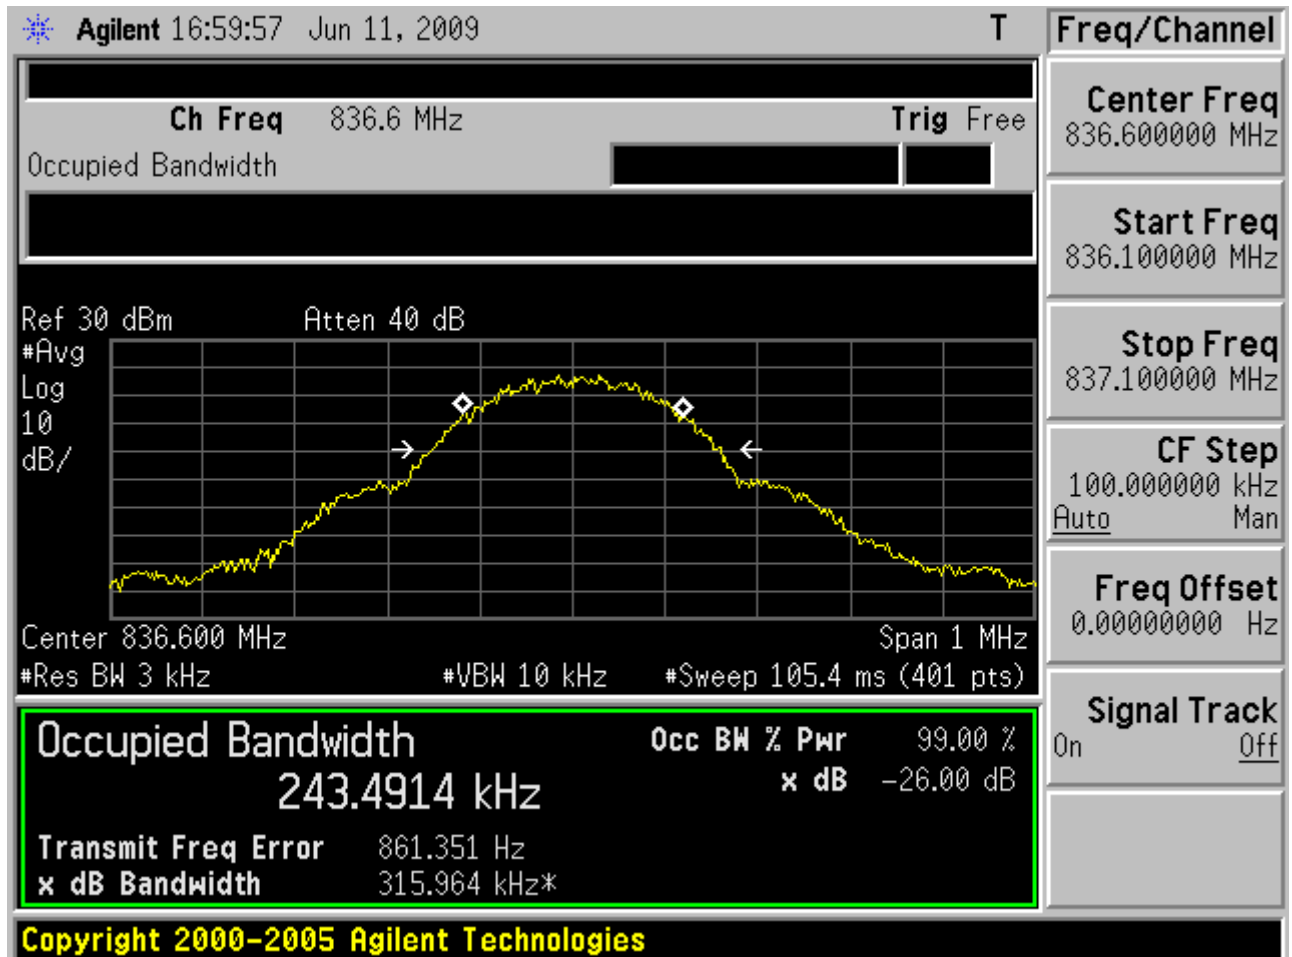 Agilent 16:59:57 Jun 11, 2009 T
Freq/Channel
Ch Freq 836.6 MHz Trig Free
Occupied Bandwidth
Center Freq
836.600000 MHz
Start Freq
836.100000 MHz
Stop Freq
837.100000 MHz
CF Step
100.000000 kHz
Auto Man
Freq Offset
0.00000000 Hz
Signal Track
On Off
Ref 30 dBm Atten 40 dB
#Avg
Log
10
dB/
Center 836.600 MHz Span 1 MHz
#Res BW 3 kHz #VBW 10 kHz #Sweep 105.4 ms (401 pts)
Occupied Bandwidth
243.4914 kHz
Occ BW % Pwr 99.00 %
x dB -26.00 dB
Transmit Freq Error 861.351 Hz
x dB Bandwidth 315.964 kHz*
Copyright 2000-2005 Agilent Technologies